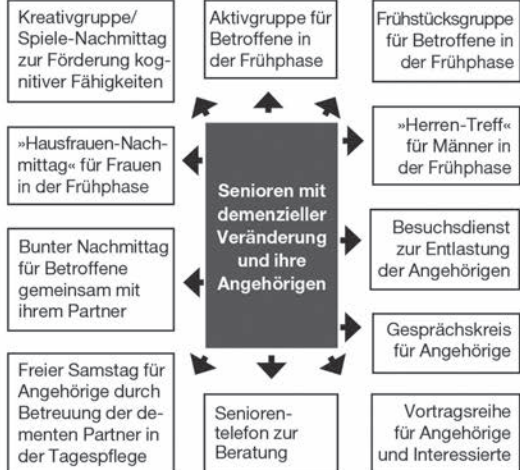 Kreativgruppe/
Spiele-Nachmittag
zur Förderung kog-
nitiver Fähigkeiten
Aktivgruppe für
Betroffene in
der Frühphase
Frühstücksgruppe
für Betroffene in
der Frühphase
»Hausfrauen-Nach-
mittag« für Frauen
in der Frühphase
»Herren-Treff«
für Männer in
der Frühphase
Senioren mit
demenzieller
Veränderung
und ihre
Angehörigen
Bunter Nachmittag
für Betroffene
gemeinsam mit
ihrem Partner
Besuchsdienst
zur Entlastung
der Angehörigen
Gesprächskreis
für Angehörige
Freier Samstag für
Angehörige durch
Betreuung der de-
menten Partner in
der Tagespflege
Senioren-
telefon zur
Beratung
Vortragsreihe
für Angehörige
und Interessierte